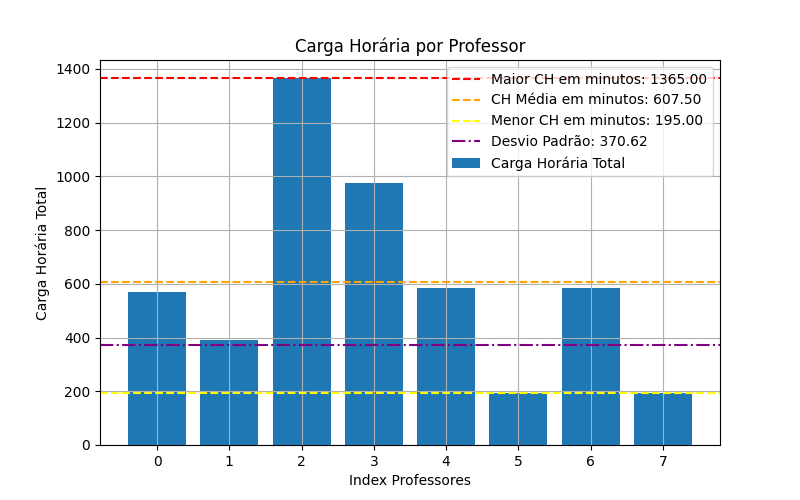 Carga Horária por Professor
Maior CH em minutos: 1365.00
CH Média em minutos: 607.50
Menor CH em minutos: 195.00
Desvio Padrão: 370.62
Carga Horária Total
Carga Horária Total
1400
1200
1000
800
600
400
200
0
0 1 2 3 4 5 6 7
Index Professores